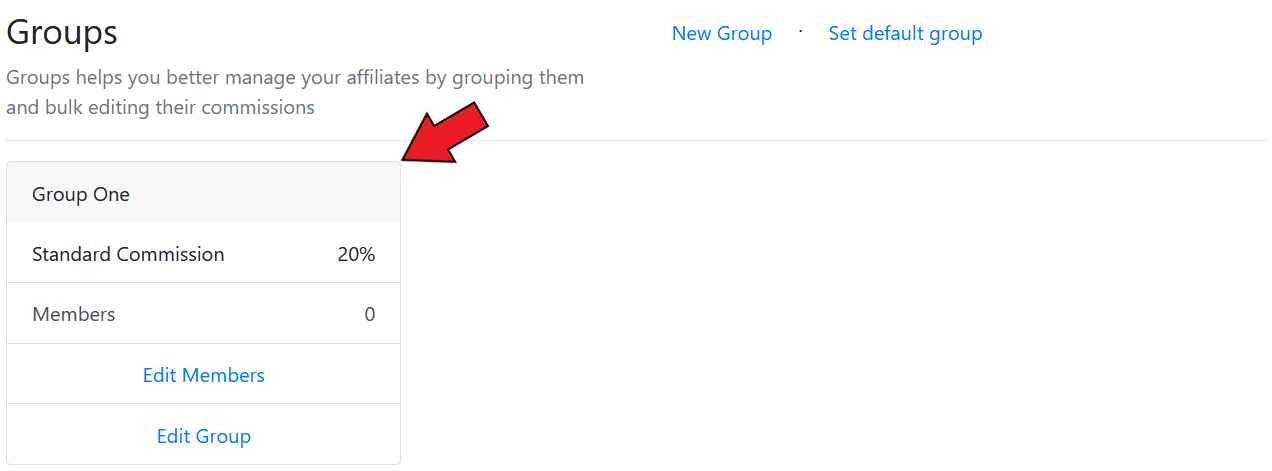 Groups
New Group · Set default group
Groups helps you better manage your affiliates by grouping them
and bulk editing their commissions
Group One
Standard Commission 20%
Members 0
Edit Members
Edit Group